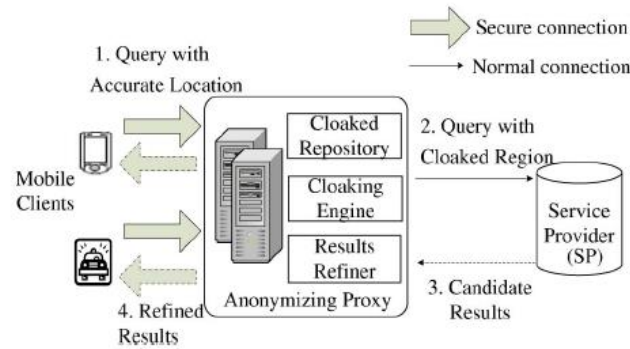 Secure connection
Normal connection
1. Query with
Accurate Location
Mobile
Clients
Cloaked
Repository
Cloaking
Engine
Results
Refiner
Anonymizing Proxy
2. Query with
Cloaked Region
Service
Provider
(SP)
3. Candidate
Results
4. Refined
Results